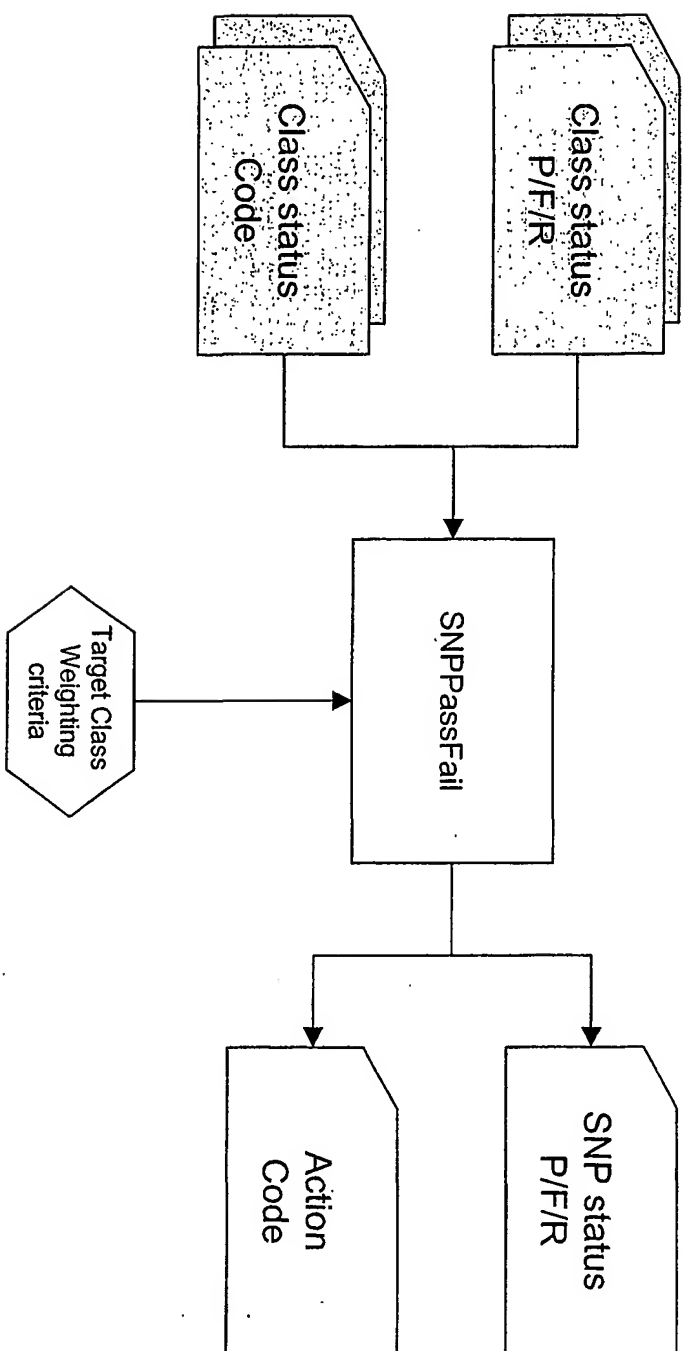 Class status
P/F/R
Class status
Code
SNPPassFail
Target Class
Weighting
criteria
SNP status
P/F/R
Action
Code